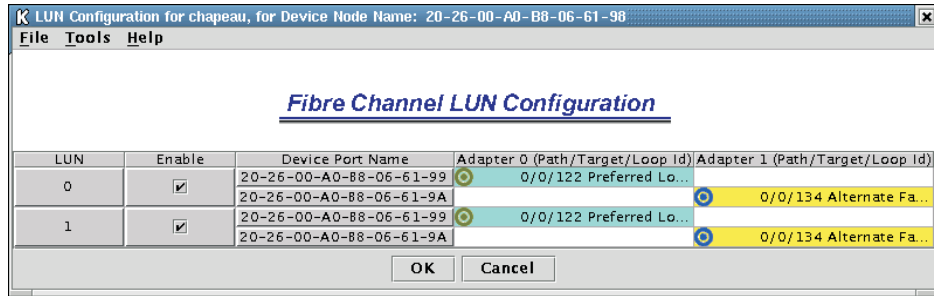 LUN Configuration for chapeau, for Device Node Name: 20-26-00-A0-B8-06-61-98
File Tools Help
Fibre Channel LUN Configuration
LUN Enable Device Port Name Adapter 0 (Path/Target/Loop Id) Adapter 1 (Path/Target/Loop Id)
0 20-26-00-A0-B8-06-61-99 0/0/122 Preferred Lo...
20-26-00-A0-B8-06-61-9A 0/0/134 Alternate Fa...
1 20-26-00-A0-B8-06-61-99 0/0/122 Preferred Lo...
20-26-00-A0-B8-06-61-9A 0/0/134 Alternate Fa...
OK Cancel